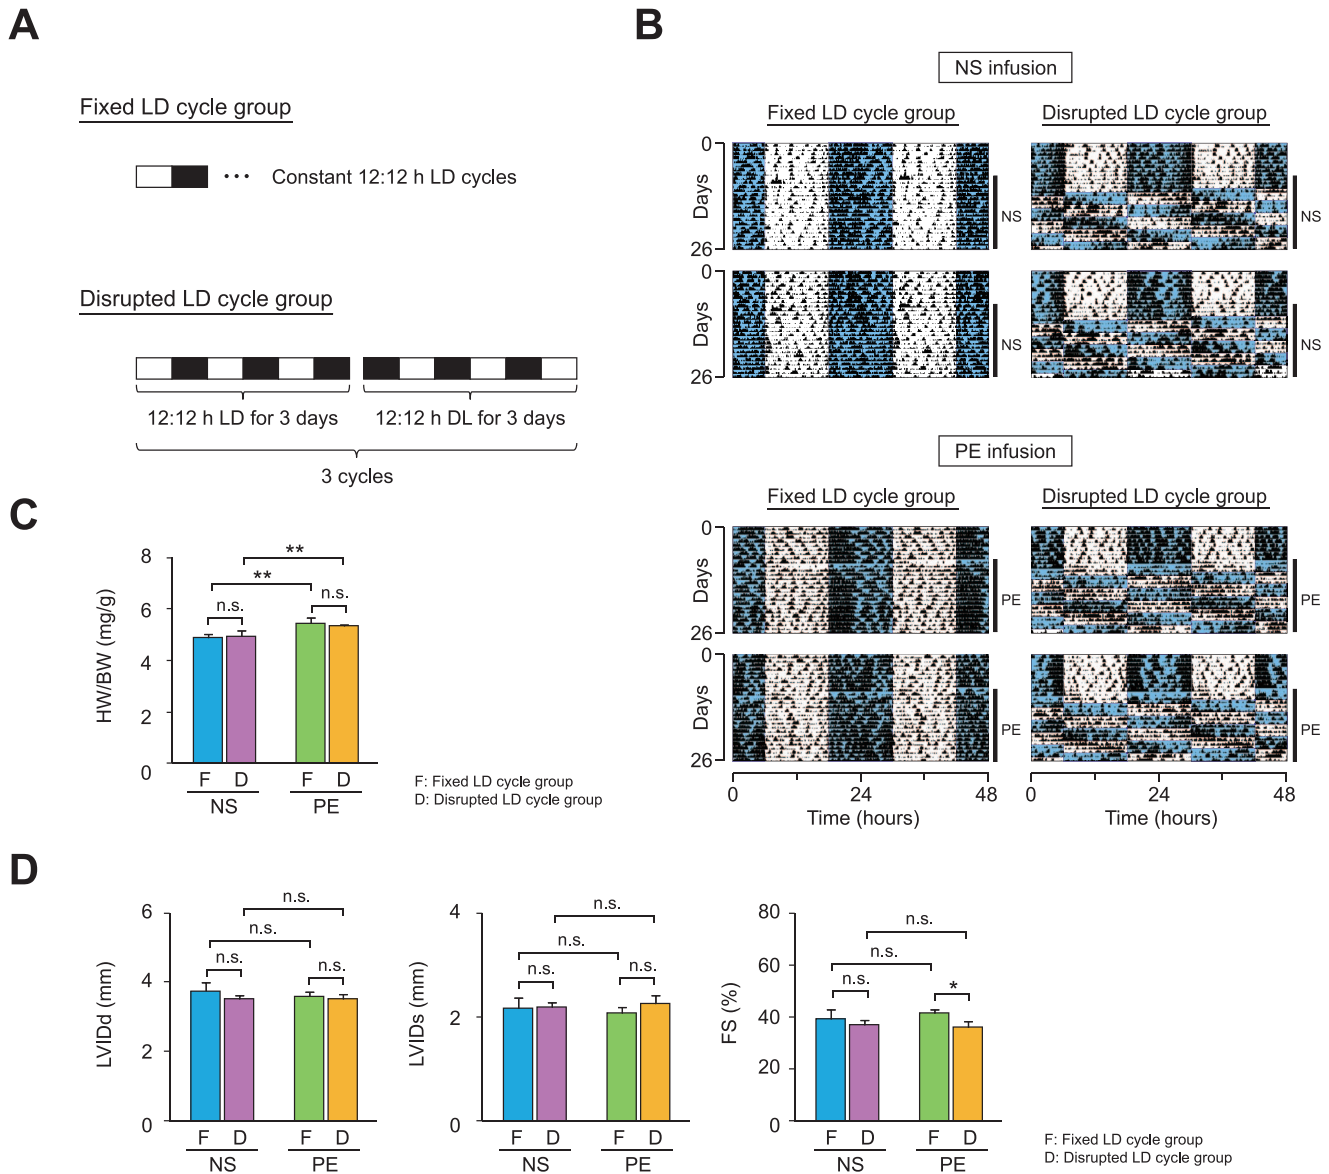 A
Fixed LD cycle group
••• Constant 12:12 h LD cycles
Disrupted LD cycle group
12:12 h LD for 3 days
12:12 h DL for 3 days
3 cycles
B
NS infusion
Fixed LD cycle group
Disrupted LD cycle group
0
Days
26
NS
NS
0
Days
26
NS
NS
PE infusion
Fixed LD cycle group
Disrupted LD cycle group
0
Days
26
PE
PE
0
Days
26
PE
PE
0 24 48
Time (hours)
0 24 48
Time (hours)
C
HW/BW (mg/g)
8
6
4
2
0
**
**
n.s.
n.s.
F D F D
NS PE
F: Fixed LD cycle group
D: Disrupted LD cycle group
D
LVIDd (mm)
6
4
2
0
n.s.
n.s.
n.s.
n.s.
F D F D
NS PE
LVIDs (mm)
4
2
0
n.s.
n.s.
n.s.
n.s.
F D F D
NS PE
FS (%)
80
60
40
20
0
n.s.
n.s.
n.s.
*
F D F D
NS PE
F: Fixed LD cycle group
D: Disrupted LD cycle group